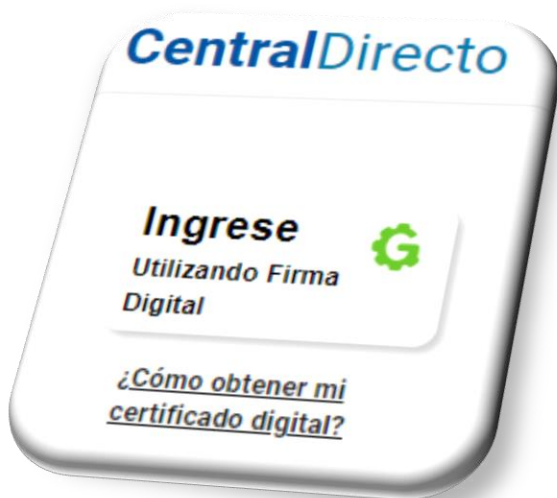 CentralDirecto
Ingrese
Utilizando Firma
Digital
¿Cómo obtener mi
certificado digital?